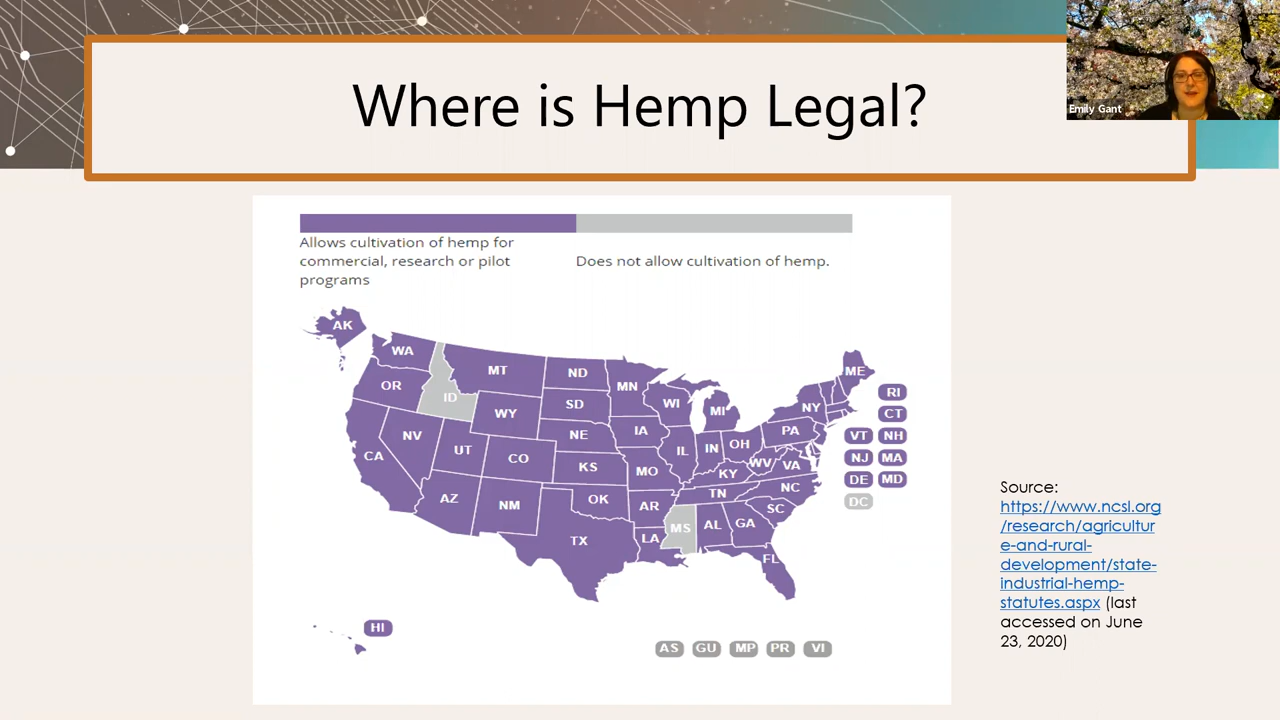 Where is Hemp Legal?
Emily Gant
Allows cultivation of hemp for
commercial, research or pilot
programs
Does not allow cultivation of hemp.
AK
WA
MT
ND
MN
ME
OR
ID
WY
SD
WI
MI
NY
RI
CT
NV
UT
CO
NE
IA
IL
IN
OH
PA
VT
NH
CA
KS
MO
KY
WV
VA
NJ
MA
AZ
NM
OK
AR
TN
NC
DE
MD
TX
LA
MS
AL
GA
SC
DC
FL
HI
AS
GU
MP
PR
VI
Source:
https://www.ncsl.org
/research/agricultur
e-and-rural-
development/state-
industrial-hemp-
statutes.aspx (last
accessed on June
23, 2020)